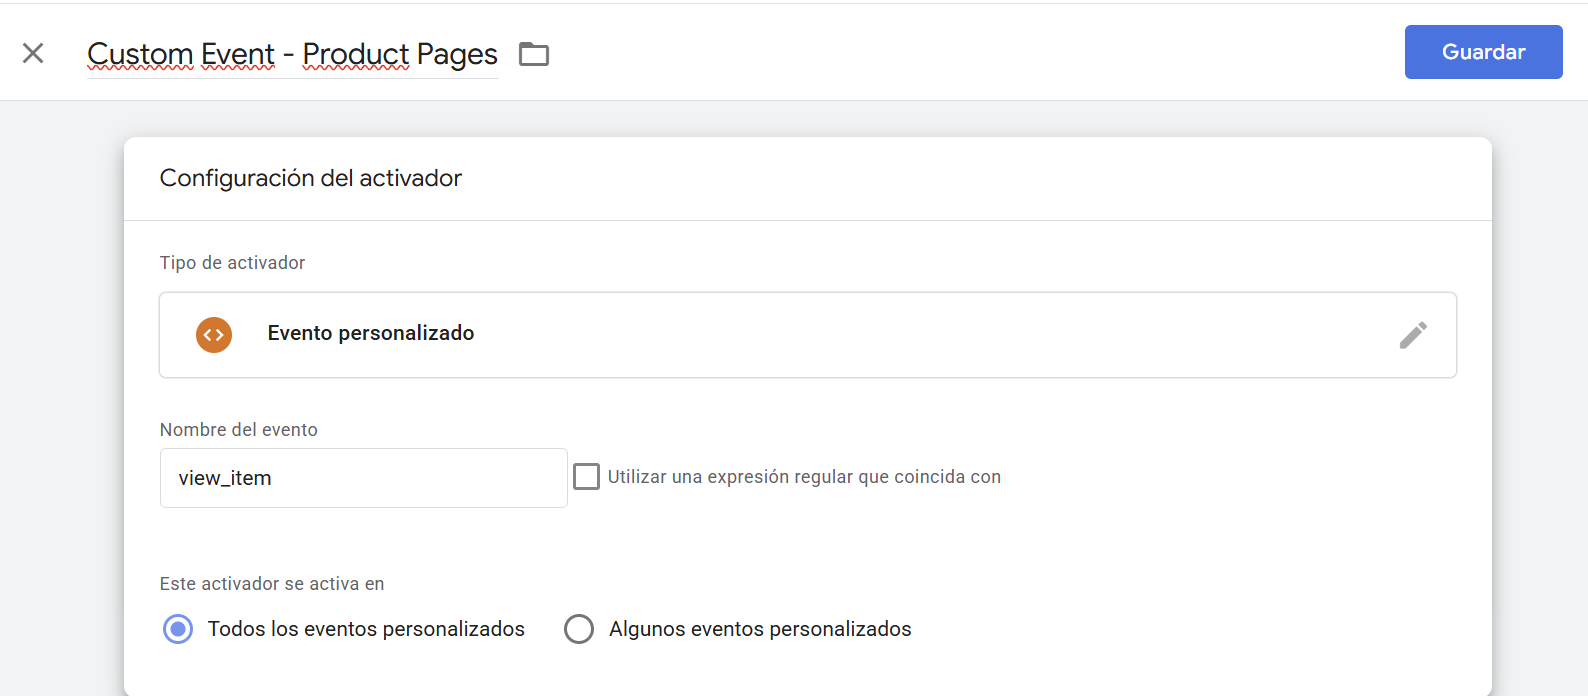 Custom Event - Product Pages
Guardar
Configuración del activador
Tipo de activador
Evento personalizado
Nombre del evento
view_item
Utilizar una expresión regular que coincida con
Este activador se activa en
Todos los eventos personalizados
Algunos eventos personalizados